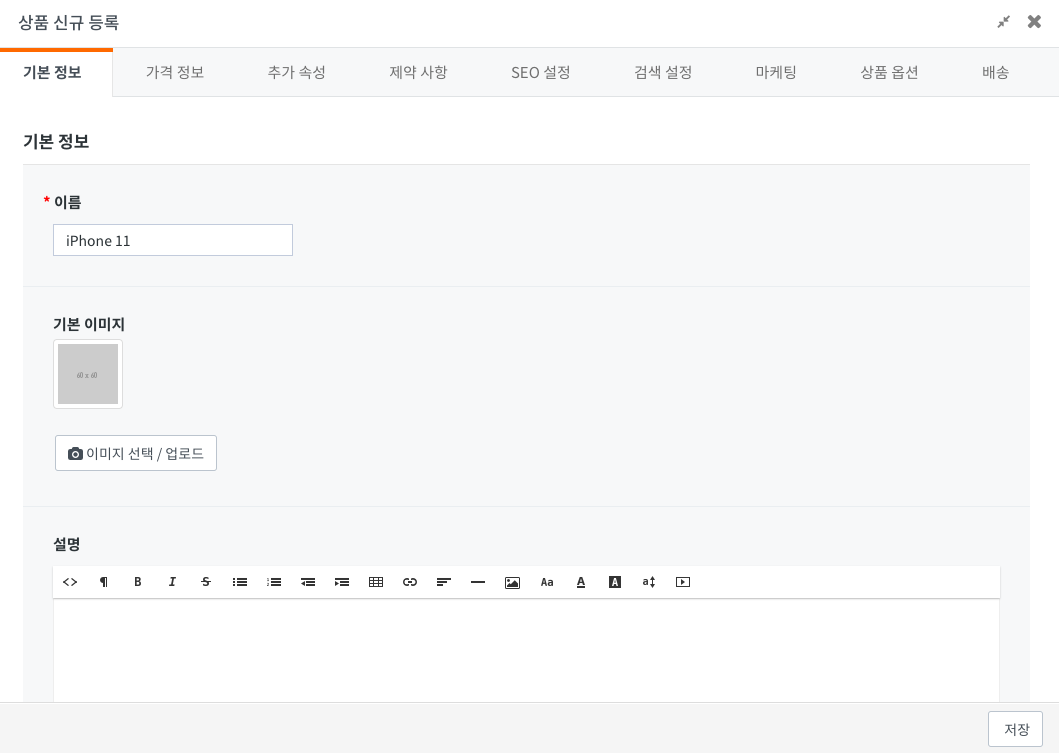 상품 신규 등록
기본 정보 가격 정보 추가 속성 제약 사항 SEO 설정 검색 설정 마케팅 상품 옵션 배송
기본 정보
* 이름
iPhone 11
기본 이미지
60 x 60
이미지 선택 / 업로드
설명
<> ¶ B I S Aa A A a
저장